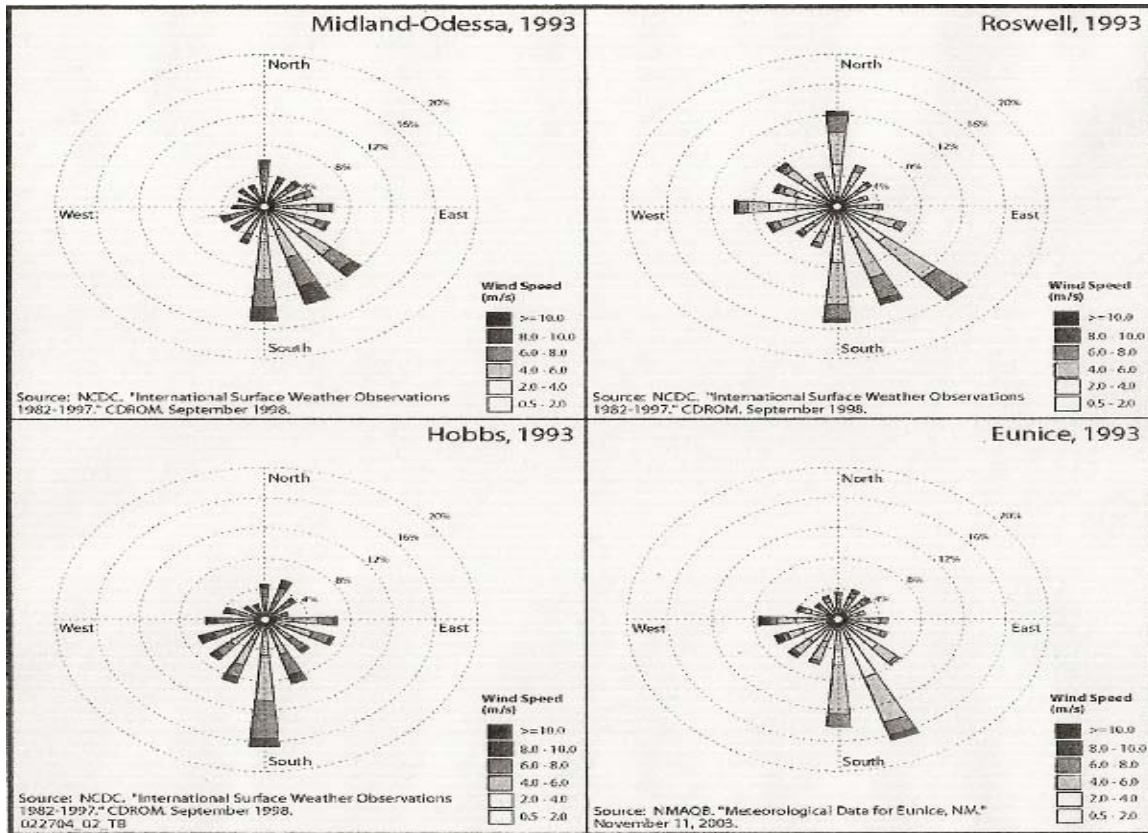 Midland-Odessa, 1993
North
20%
16%
12%
8%
4%
West
East
South
Wind Speed
(m/s)
>=10.0
8.0 - 10.0
6.0 - 8.0
4.0 - 6.0
2.0 - 4.0
0.5 - 2.0
Source: NCDC. "International Surface Weather Observations
1982-1997." CDROM. September 1998.
Roswell, 1993
North
20%
16%
12%
8%
4%
West
East
South
Wind Speed
(m/s)
>=10.0
8.0 - 10.0
6.0 - 8.0
4.0 - 6.0
2.0 - 4.0
0.5 - 2.0
Source: NCDC. "International Surface Weather Observations
1982-1997." CDROM. September 1998.
Hobbs, 1993
North
20%
16%
12%
8%
4%
West
East
South
Wind Speed
(m/s)
>=10.0
8.0 - 10.0
6.0 - 8.0
4.0 - 6.0
2.0 - 4.0
0.5 - 2.0
Source: NCDC. "International Surface Weather Observations
1982-1997." CDROM. September 1998.
022704_02_TB
Eunice, 1993
North
20%
16%
12%
8%
4%
West
East
South
Wind Speed
(m/s)
>=10.0
8.0 - 10.0
6.0 - 8.0
4.0 - 6.0
2.0 - 4.0
0.5 - 2.0
Source: NMAQB. "Meteorological Data for Eunice, NM."
November 11, 2003.